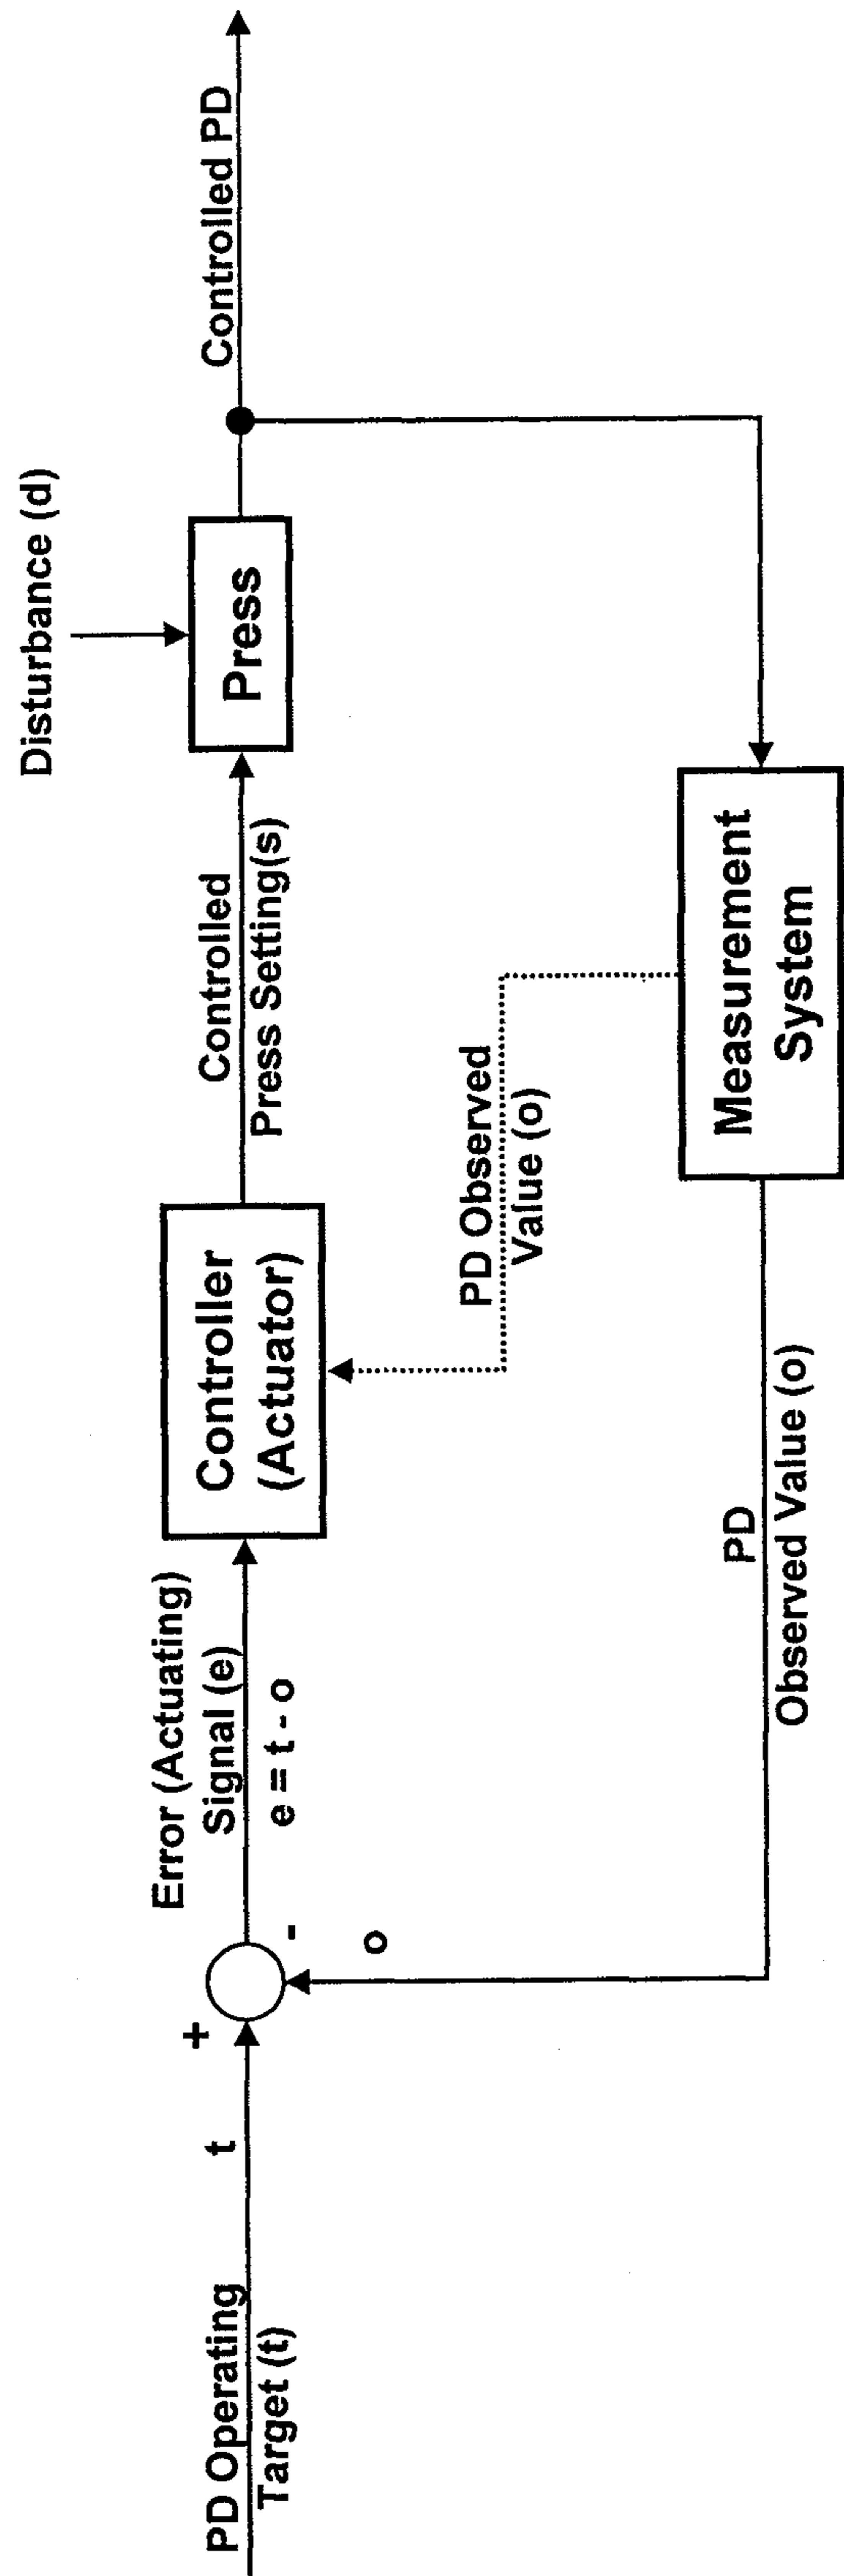 PD Operating
Target (t)
t
+
-
o
Error (Actuating)
Signal (e)
e = t - o
Controller
(Actuator)
Controlled
Press Setting(s)
Disturbance (d)
Press
Controlled PD
PD Observed
Value (o)
Measurement
System
PD
Observed Value (o)